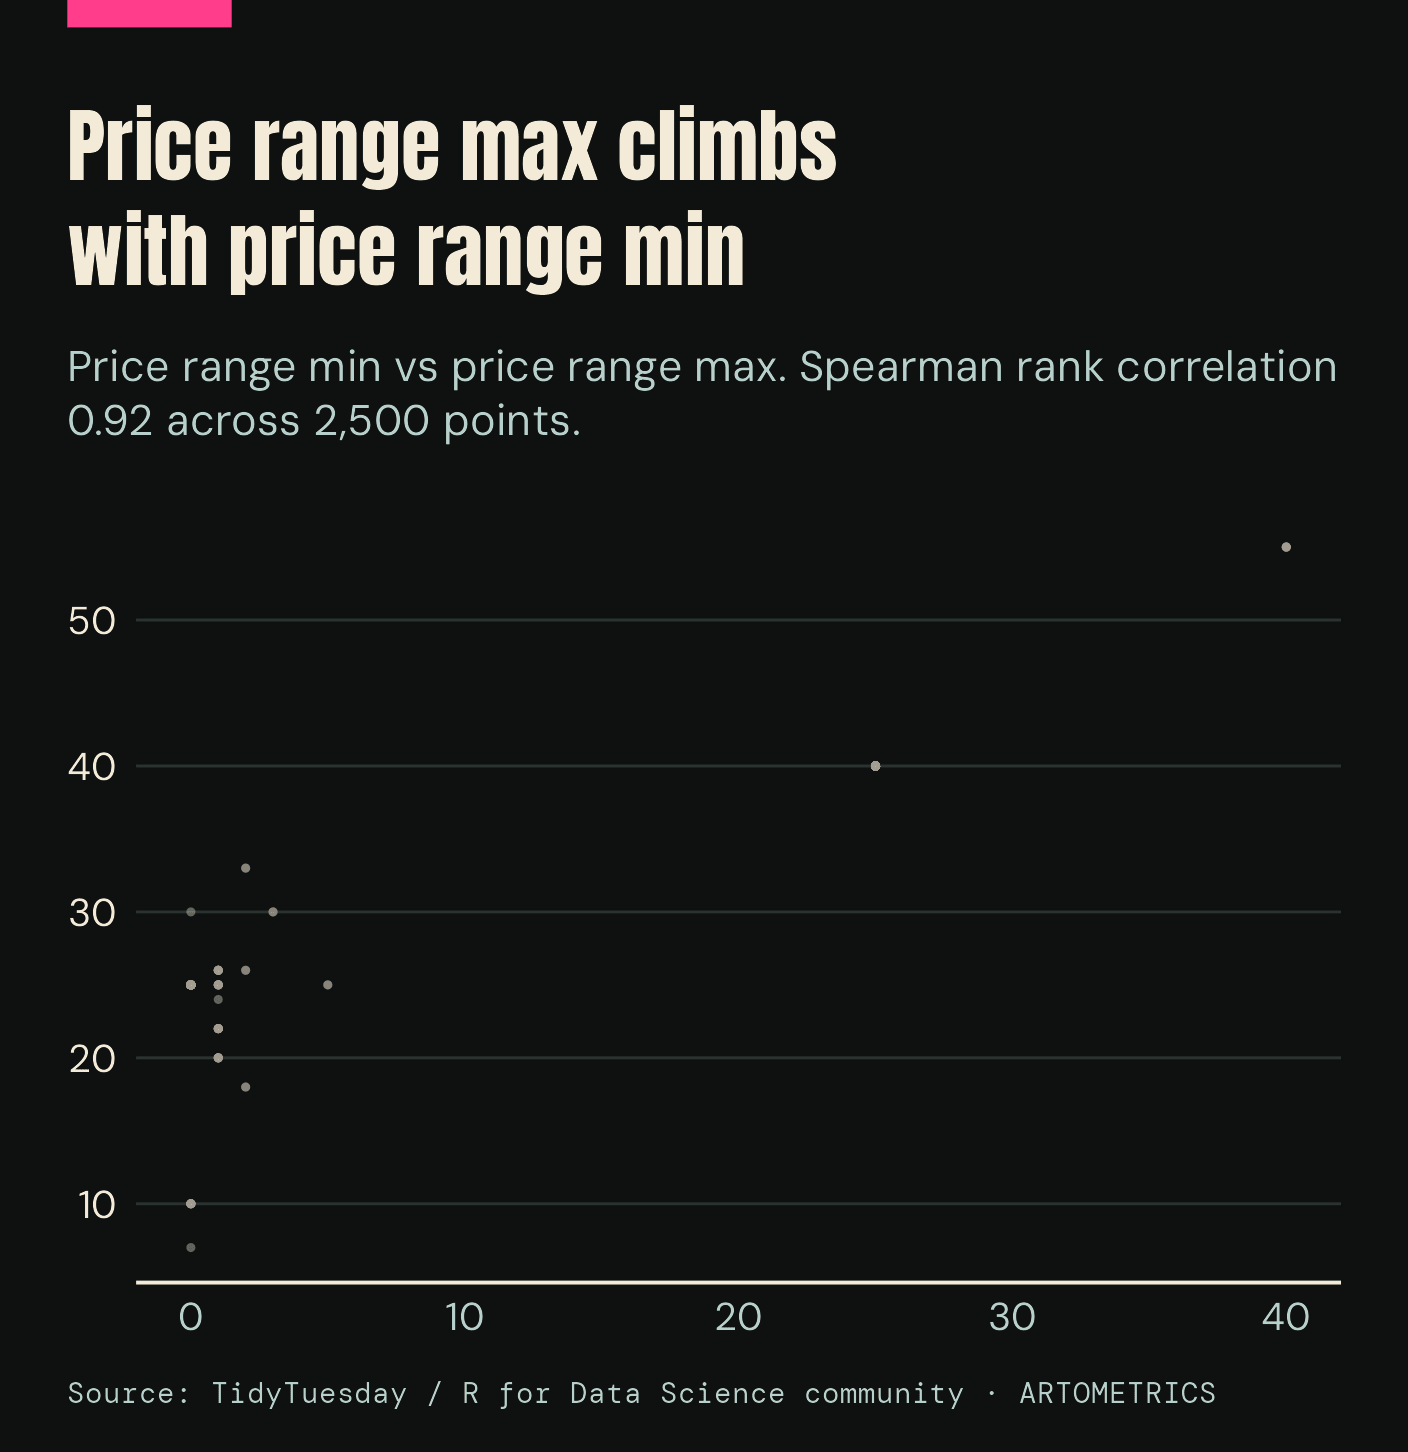 Price range max climbs
with price range min
Price range min vs price range max. Spearman rank correlation
0.92 across 2,500 points.
50
40
30
20
10
0 10 20 30 40
Source: TidyTuesday / R for Data Science community · ARTOMETRICS